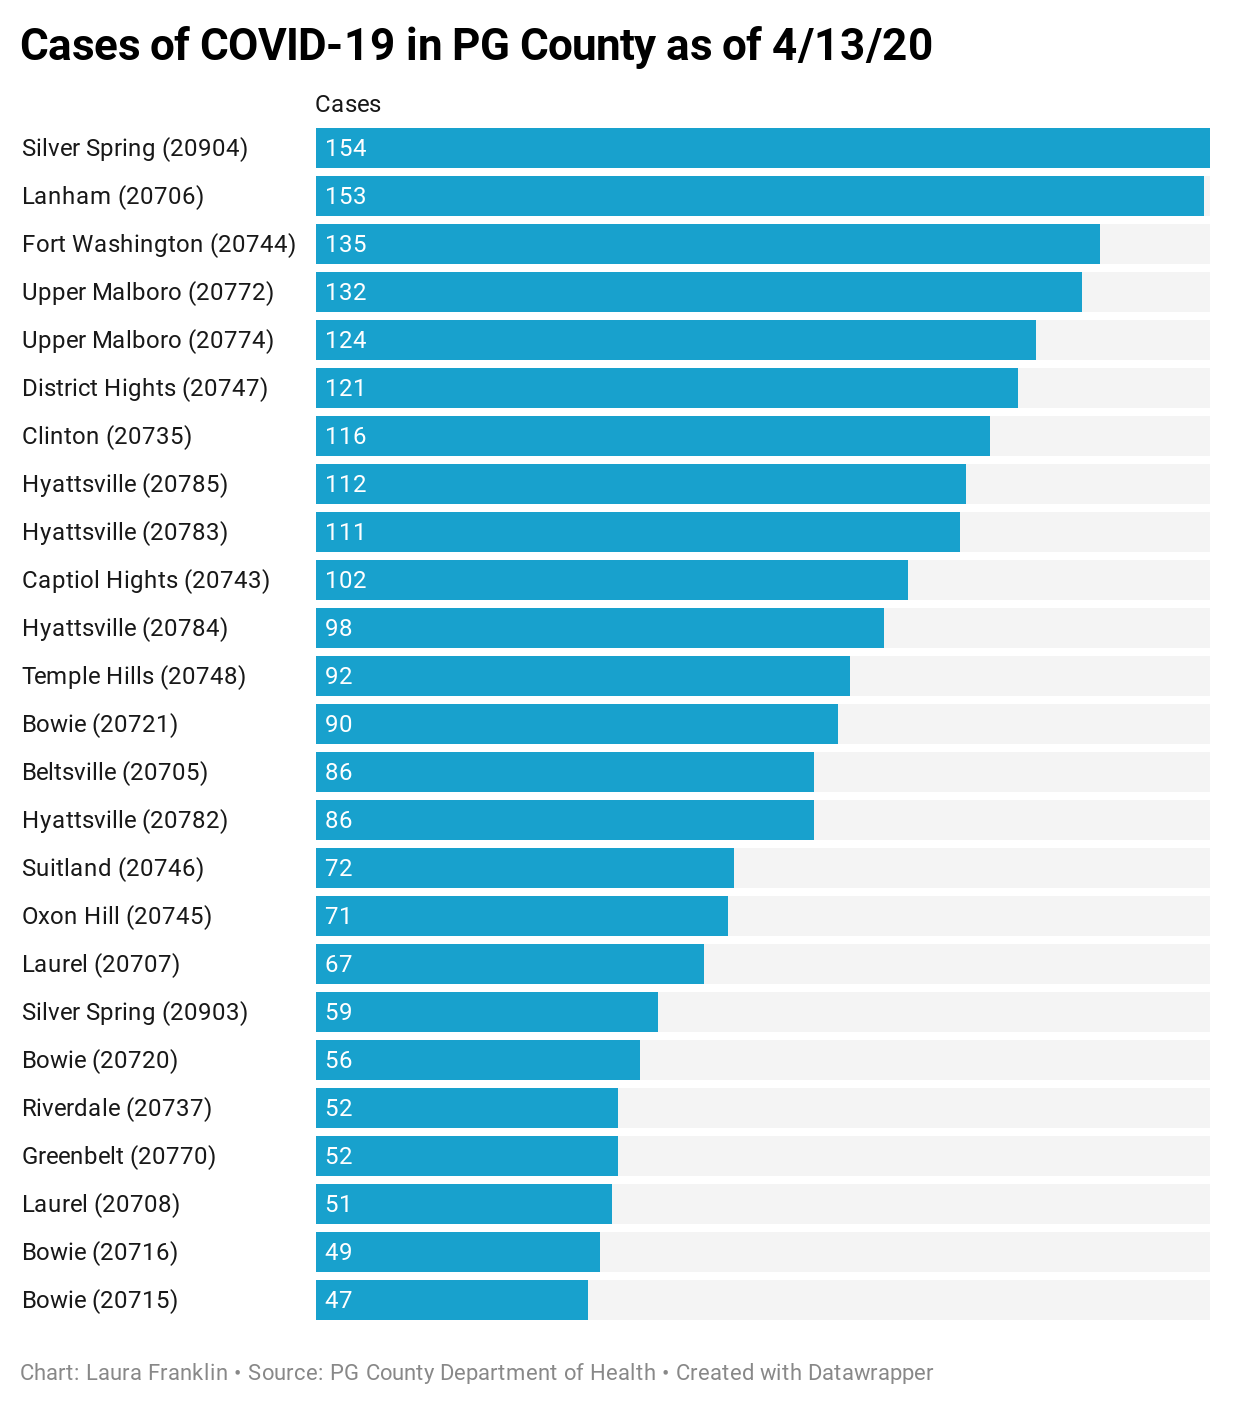 Cases of COVID-19 in PG County as of 4/13/20
Cases
Silver Spring (20904) 154
Lanham (20706) 153
Fort Washington (20744) 135
Upper Malboro (20772) 132
Upper Malboro (20774) 124
District Hights (20747) 121
Clinton (20735) 116
Hyattsville (20785) 112
Hyattsville (20783) 111
Captiol Hights (20743) 102
Hyattsville (20784) 98
Temple Hills (20748) 92
Bowie (20721) 90
Beltsville (20705) 86
Hyattsville (20782) 86
Suitland (20746) 72
Oxon Hill (20745) 71
Laurel (20707) 67
Silver Spring (20903) 59
Bowie (20720) 56
Riverdale (20737) 52
Greenbelt (20770) 52
Laurel (20708) 51
Bowie (20716) 49
Bowie (20715) 47
Chart: Laura Franklin • Source: PG County Department of Health • Created with Datawrapper